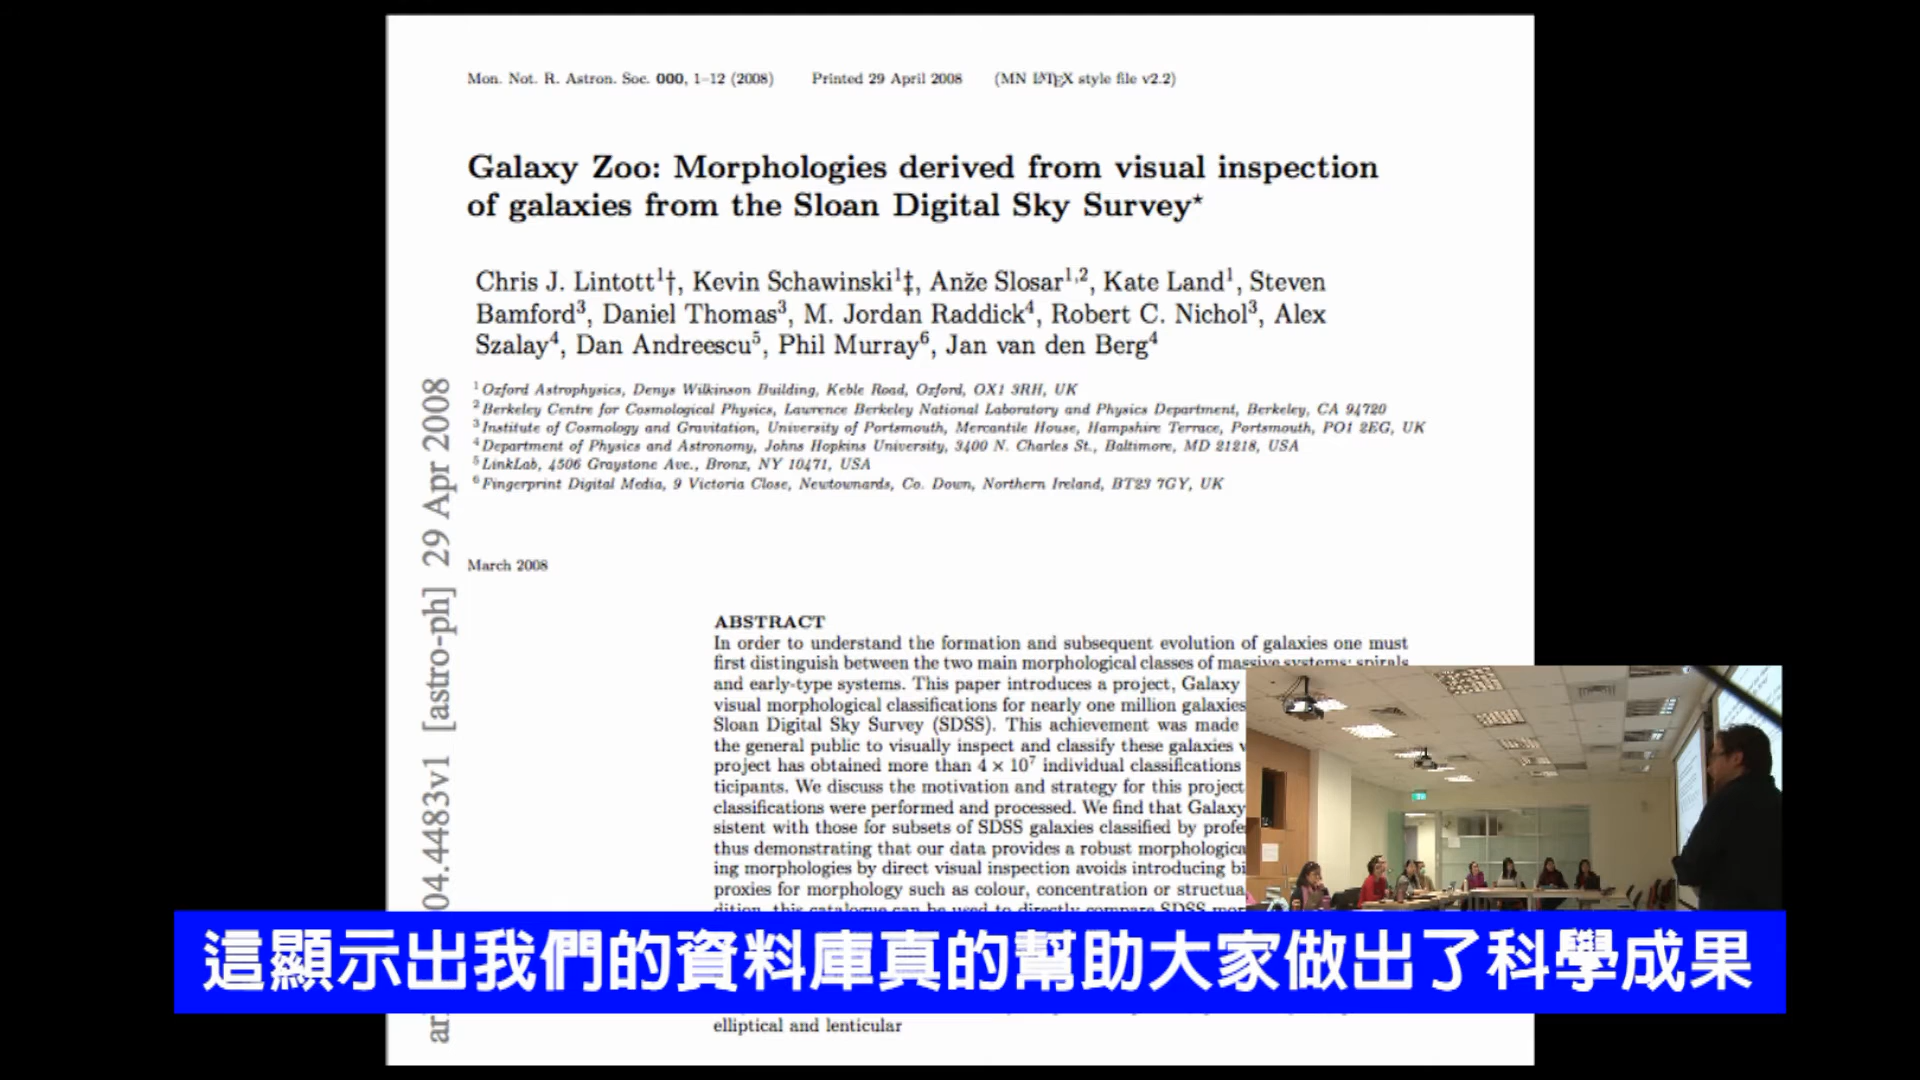 Mon. Not. R. Astron. Soc. 000, 1–12 (2008) Printed 29 April 2008 (MN LATEX style file v2.2)
Galaxy Zoo: Morphologies derived from visual inspection
of galaxies from the Sloan Digital Sky Survey*
Chris J. Lintott1†, Kevin Schawinski1‡, Anže Slosar1,2, Kate Land1, Steven
Bamford3, Daniel Thomas3, M. Jordan Raddick4, Robert C. Nichol3, Alex
Szalay4, Dan Andreescu5, Phil Murray6, Jan van den Berg4
1 Oxford Astrophysics, Denys Wilkinson Building, Keble Road, Oxford, OX1 3RH, UK
2 Berkeley Centre for Cosmological Physics, Lawrence Berkeley National Laboratory and Physics Department, Berkeley, CA 94720
3 Institute of Cosmology and Gravitation, University of Portsmouth, Mercantile House, Hampshire Terrace, Portsmouth, PO1 2EG, UK
4 Department of Physics and Astronomy, Johns Hopkins University, 3400 N. Charles St., Baltimore, MD 21218, USA
5 LinkLab, 4506 Graystone Ave., Bronx, NY 10471, USA
6 Fingerprint Digital Media, 9 Victoria Close, Newtownards, Co. Down, Northern Ireland, BT23 7GY, UK
04.4483v1 [astro-ph] 29 Apr 2008
March 2008
ABSTRACT
In order to understand the formation and subsequent evolution of galaxies one must
first distinguish between the two main morphological classes of massive systems: spirals
and early-type systems. This paper introduces a project, Galaxy
visual morphological classifications for nearly one million galaxies
Sloan Digital Sky Survey (SDSS). This achievement was made
the general public to visually inspect and classify these galaxies
project has obtained more than 4 × 10^7 individual classifications
ticipants. We discuss the motivation and strategy for this project
classifications were performed and processed. We find that Galaxy
sistent with those for subsets of SDSS galaxies classified by
thus demonstrating that our data provides a robust
ing morphologies by direct visual inspection avoids introducing
proxies for morphology such as colour, concentration or
dition, this catalogue can be used to directly compare SDSS
這顯示出我們的資料庫真的幫助大家做出了科學成果
elliptical and lenticular